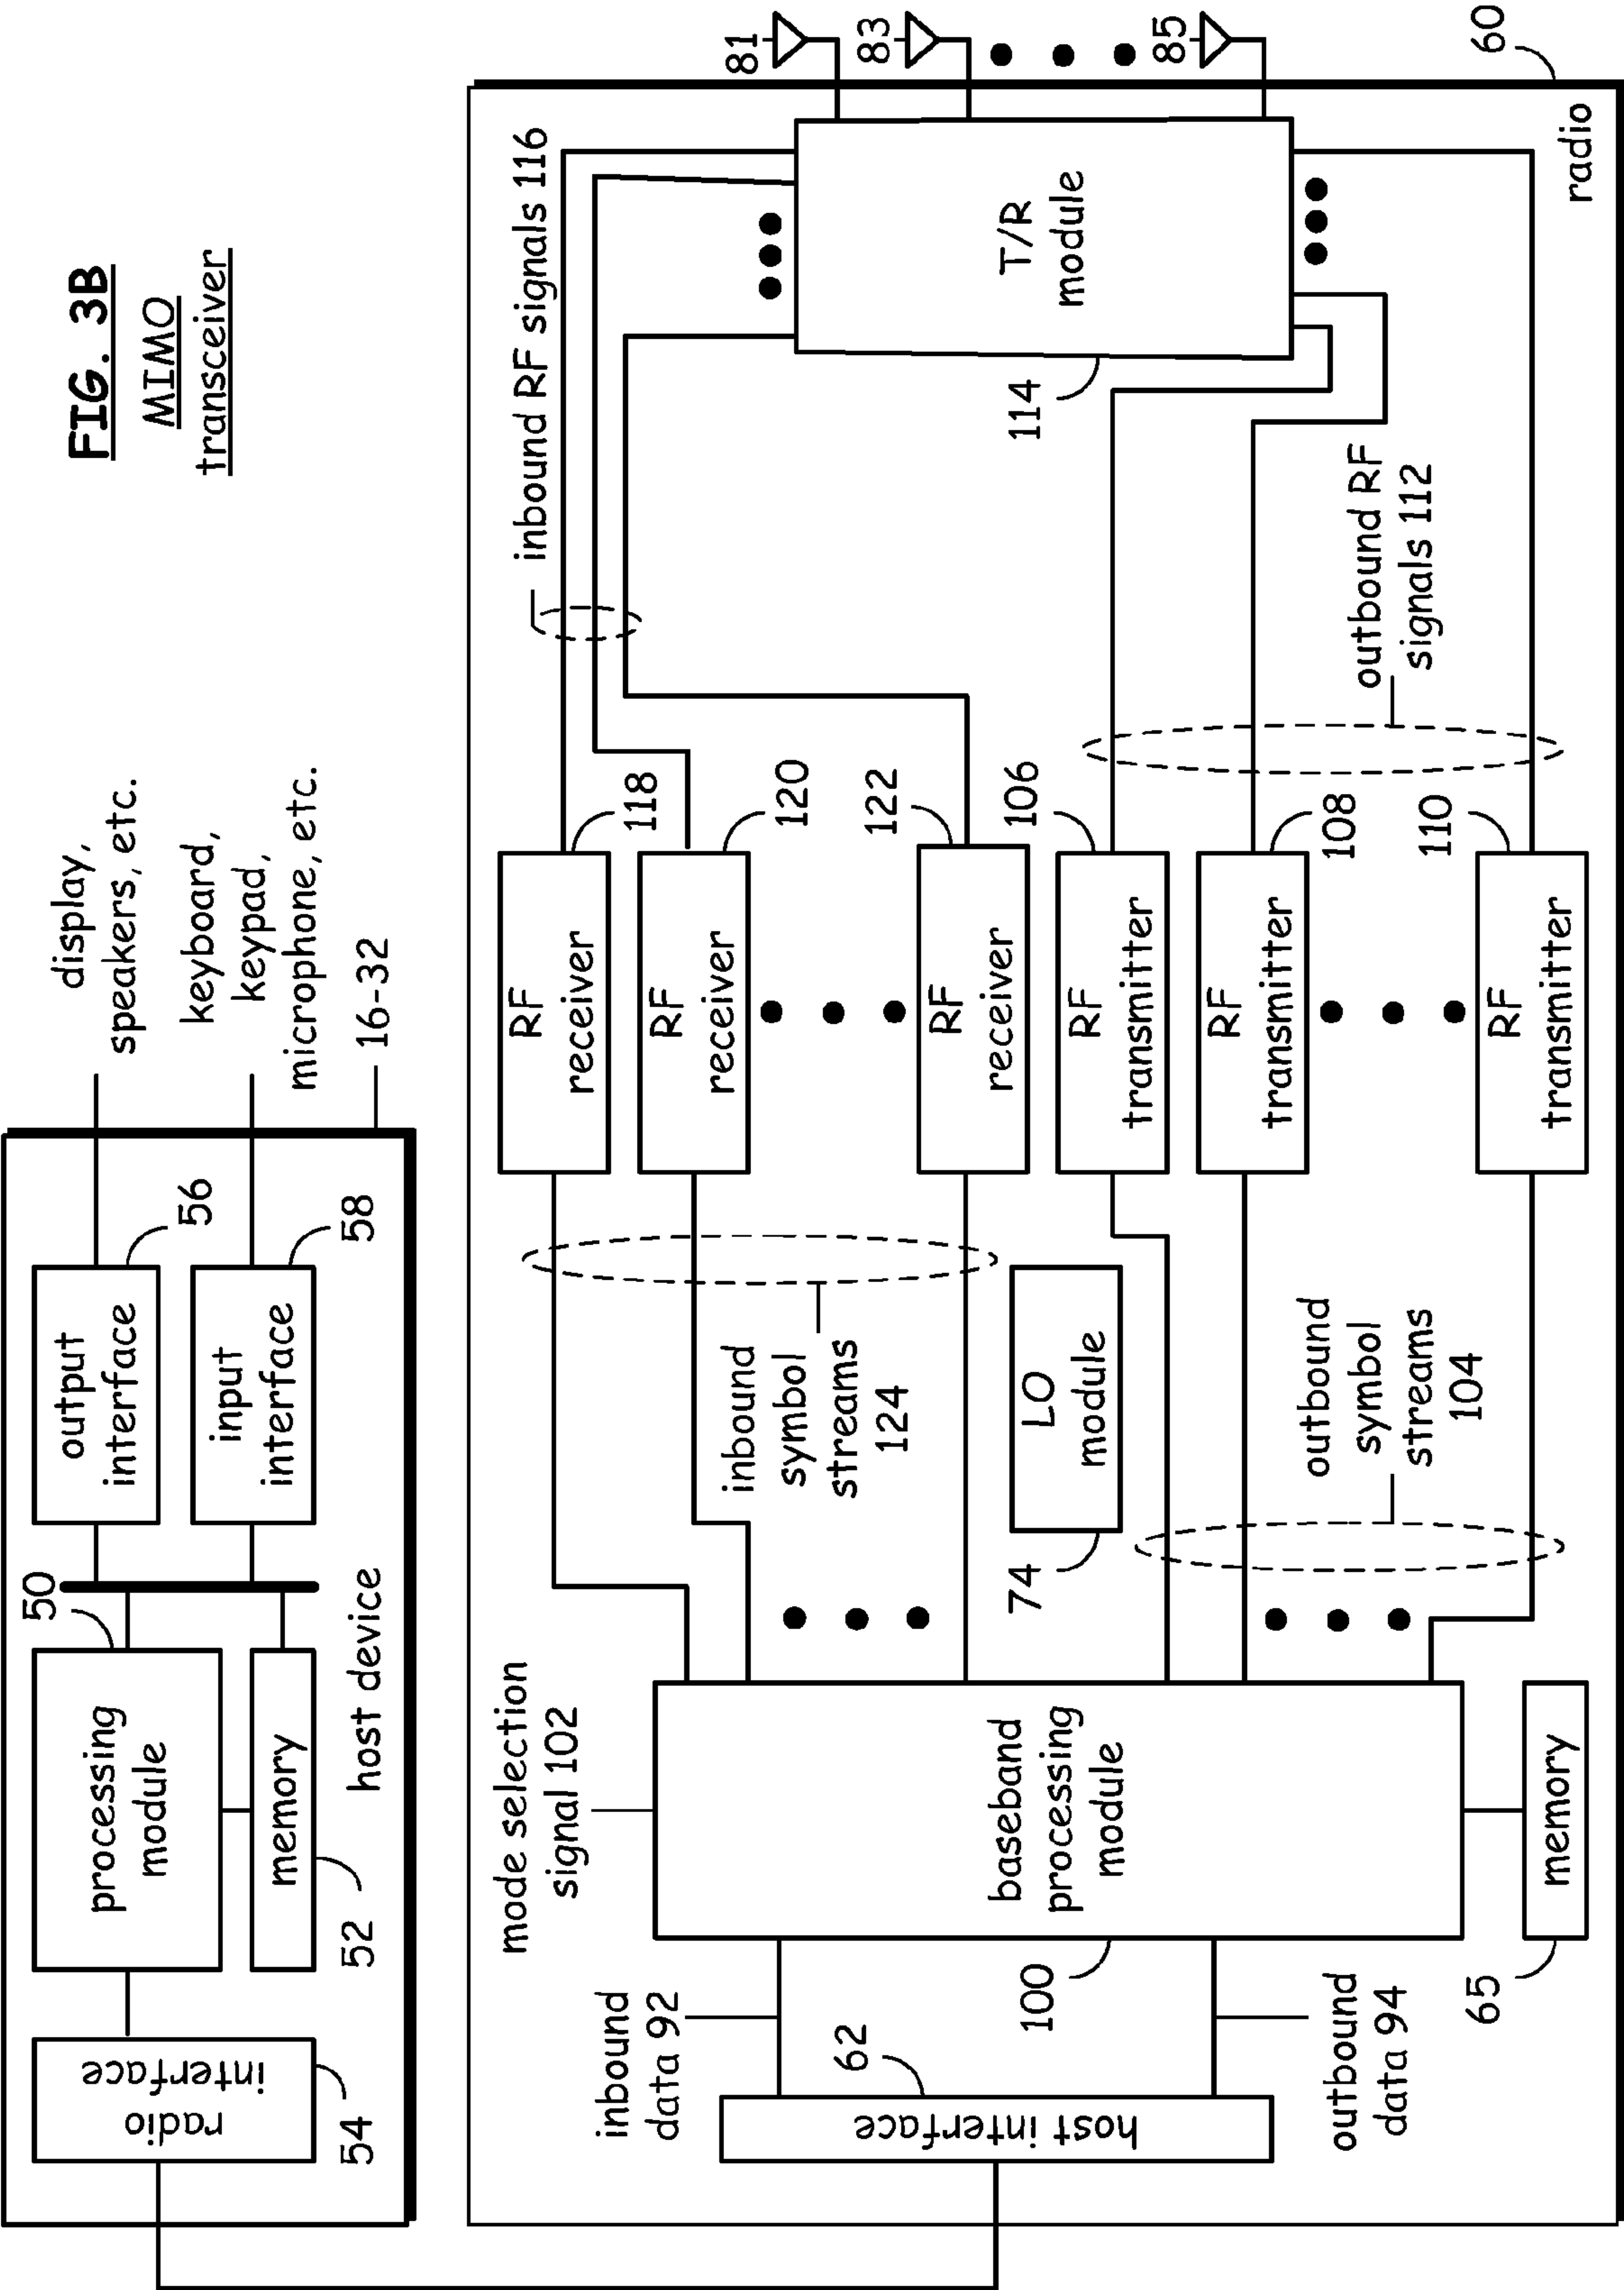 FIG. 3B
MIMO
transceiver
display,
speakers, etc.
keyboard,
keypad,
microphone, etc.
16-32
output
interface
56
input
interface
58
50
processing
module
memory
52
host device
radio
interface
54
mode selection
signal 102
inbound
data 92
62
host interface
100
outbound
data 94
baseband
processing
module
65
memory
inbound
symbol
streams
124
LO
module
74
outbound
symbol
streams
104
RF
receiver
118
RF
receiver
120
RF
receiver
122
RF
transmitter
106
RF
transmitter
108
RF
transmitter
110
inbound RF signals 116
outbound RF
signals 112
T/R
module
114
81
83
85
60
radio